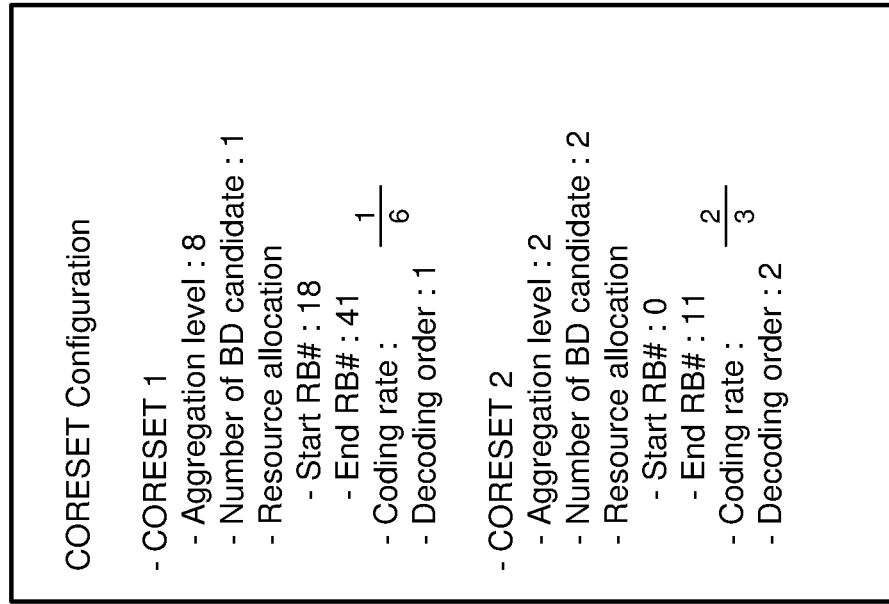 CORESET Configuration
- CORESET 1
- Aggregation level : 8
- Number of BD candidate : 1
- Resource allocation
- Start RB# : 18
- End RB# : 41
- Coding rate : 1/6
- Decoding order : 1
- CORESET 2
- Aggregation level : 2
- Number of BD candidate : 2
- Resource allocation
- Start RB# : 0
- End RB# : 11
- Coding rate : 2/3
- Decoding order : 2